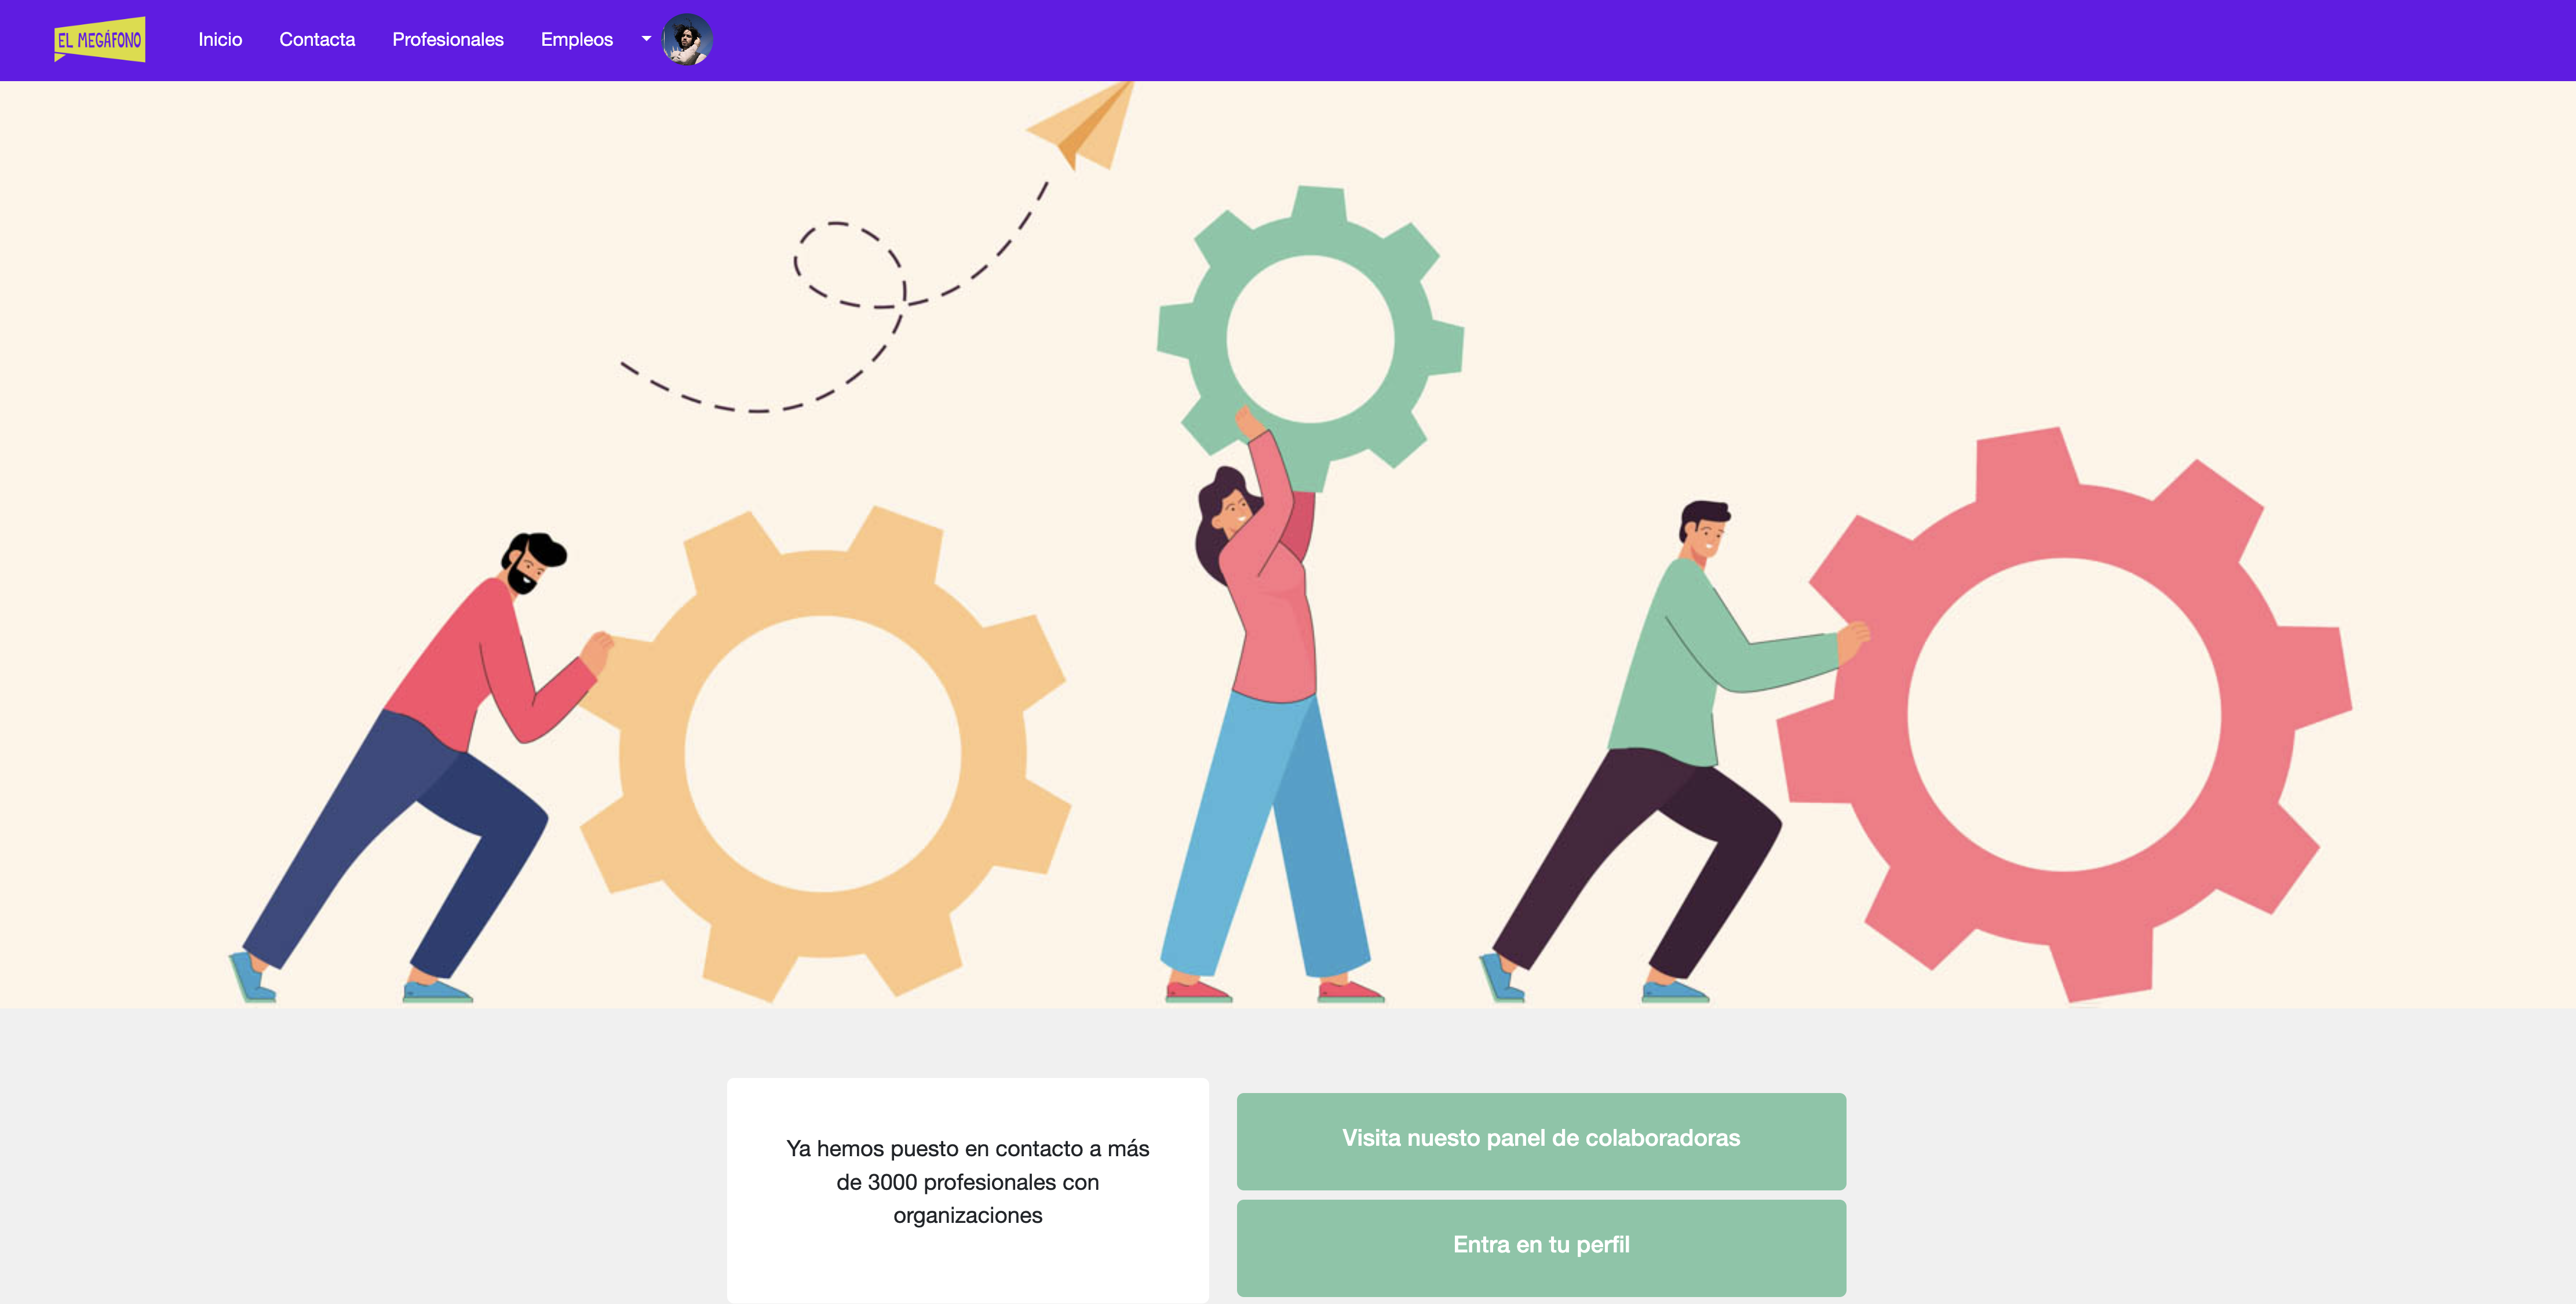 EL MEGÁFONO
Inicio
Contacta
Profesionales
Empleos
Ya hemos puesto en contacto a más
de 3000 profesionales con
organizaciones
Visita nuesto panel de colaboradoras
Entra en tu perfil